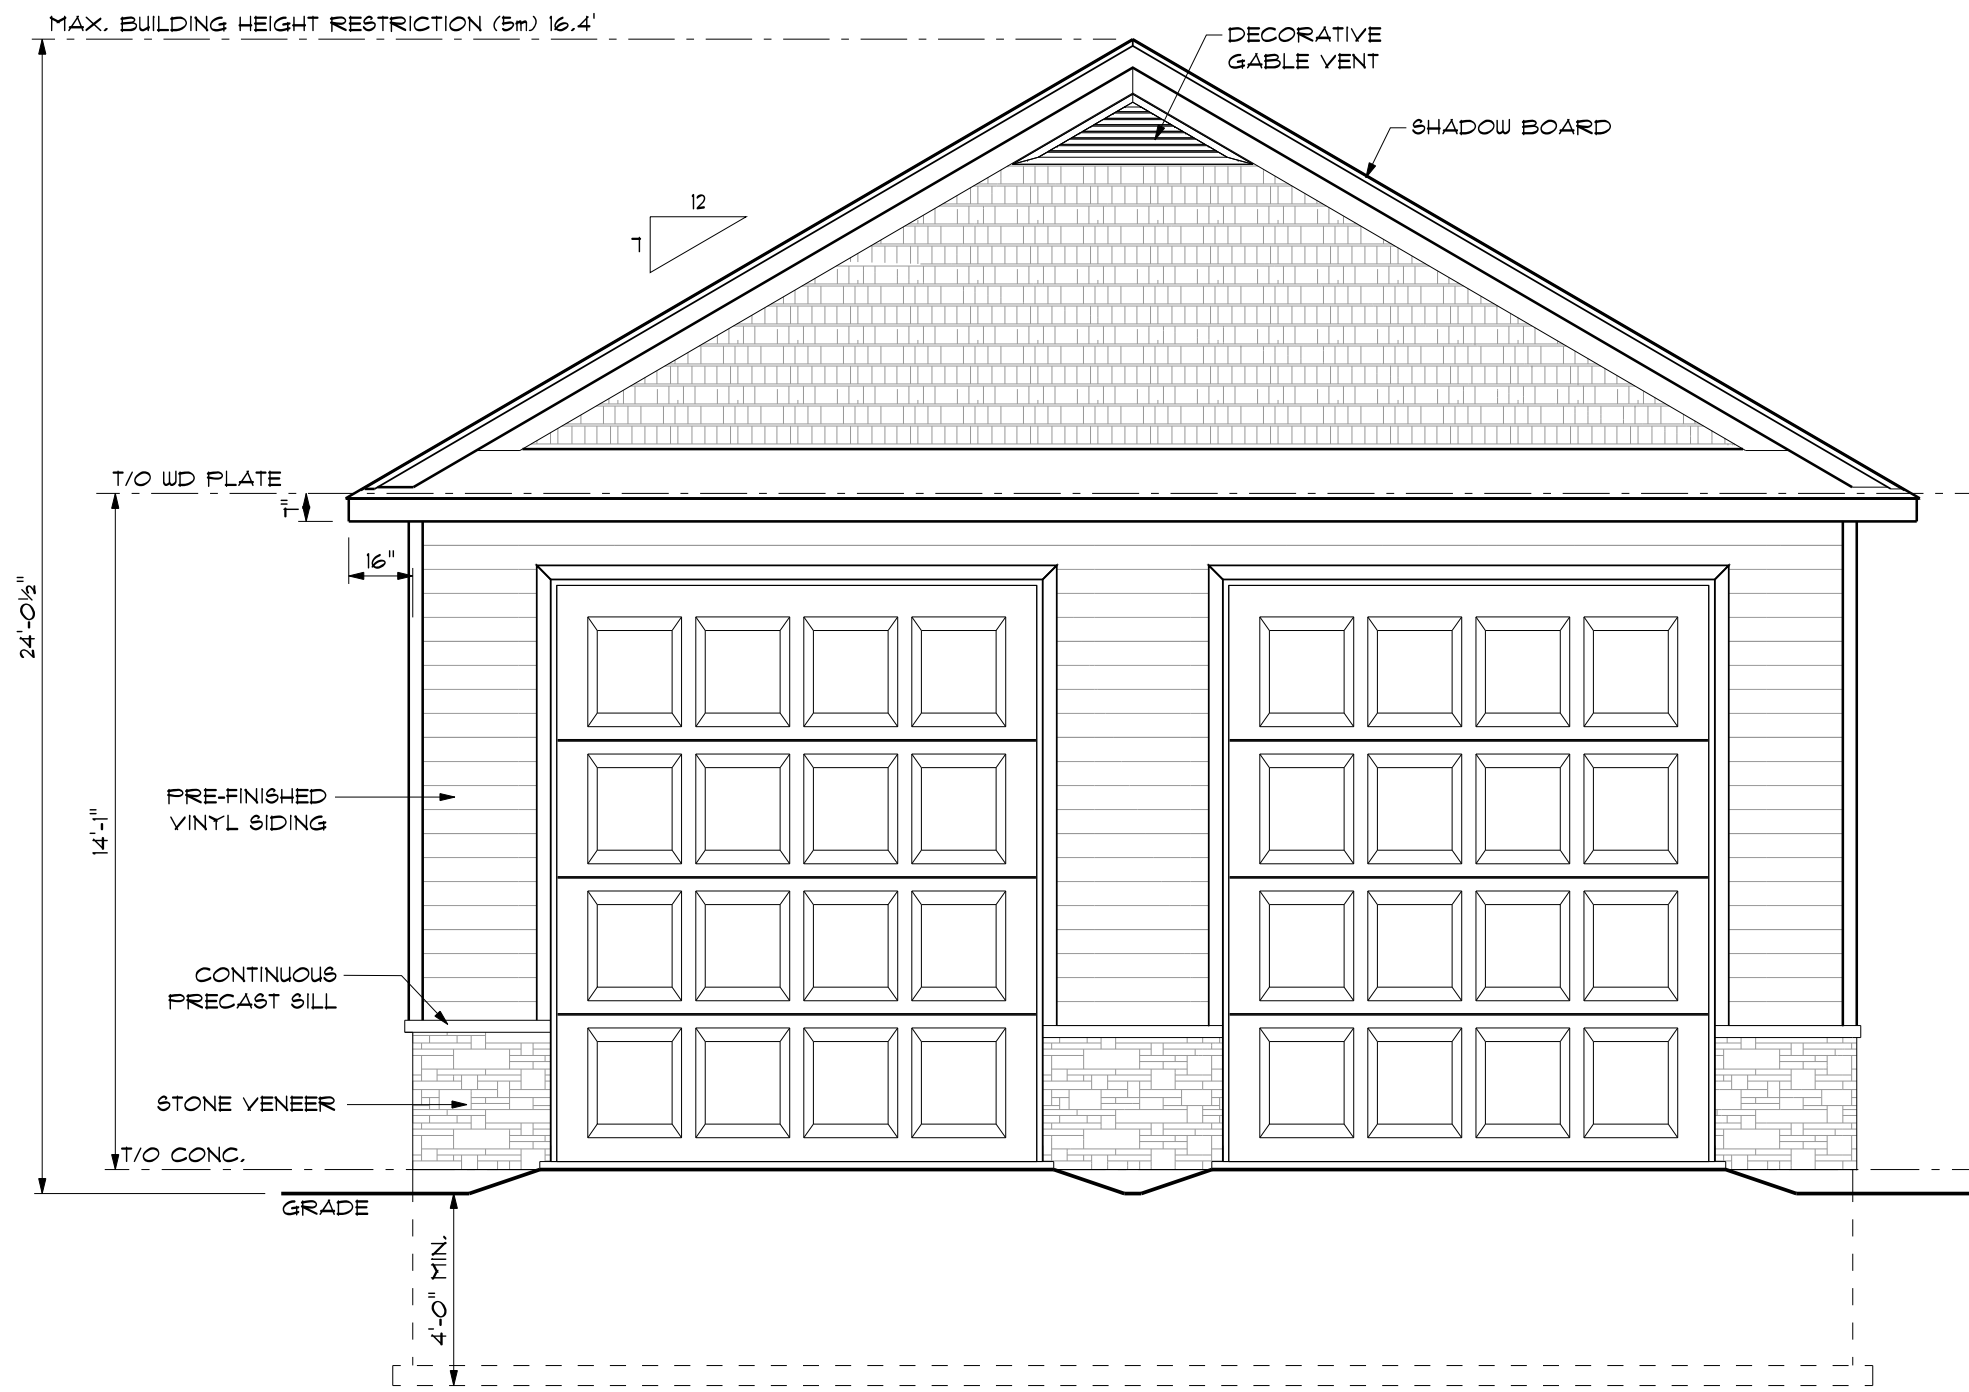 MAX. BUILDING HEIGHT RESTRICTION (5m) 16.4'
DECORATIVE
GABLE VENT
SHADOW BOARD
12
7
T/O WD PLATE
7"
16"
24'-0½"
14'-1"
PRE-FINISHED
VINYL SIDING
CONTINUOUS
PRECAST SILL
STONE VENEER
T/O CONC.
GRADE
4'-0" MIN.